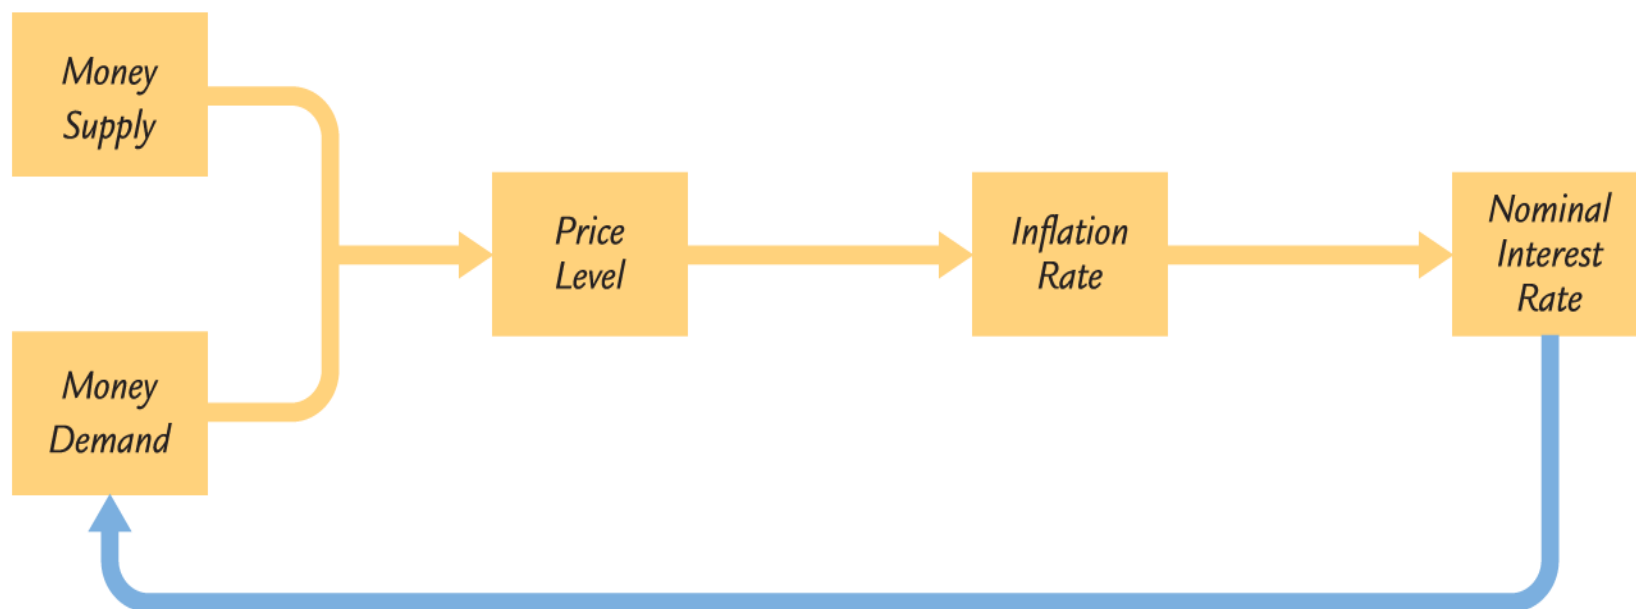 Money
Supply
Price
Level
Inflation
Rate
Nominal
Interest
Rate
Money
Demand